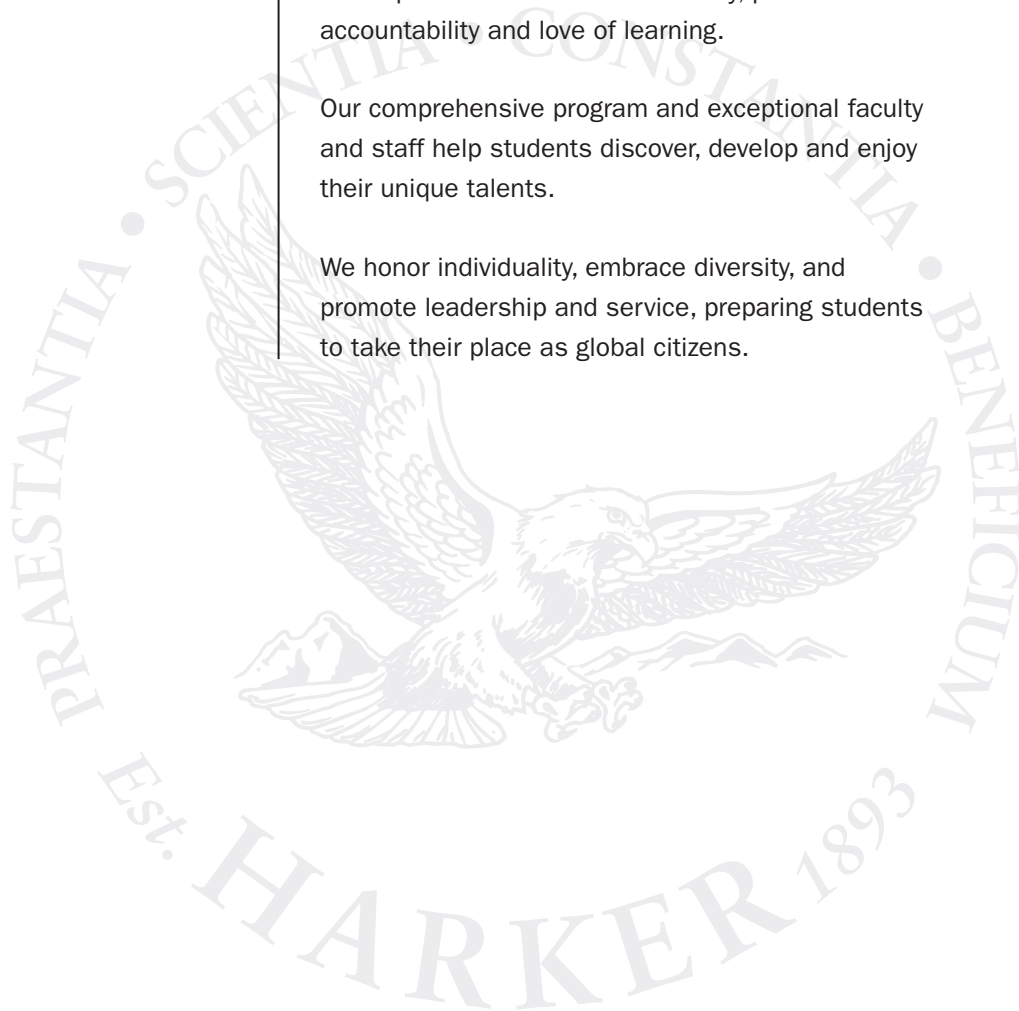 accountability and love of learning.
Our comprehensive program and exceptional faculty
and staff help students discover, develop and enjoy
their unique talents.
We honor individuality, embrace diversity, and
promote leadership and service, preparing students
to take their place as global citizens.
PRAESTANTIA • SCIENTIA • CONSTANTIA • BENEFICIUM
Est. HARKER 1893